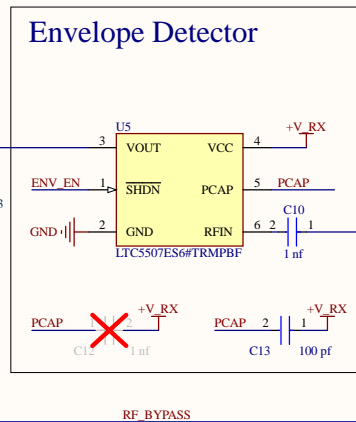 Envelope Detector
U5
+V_RX
3 VOUT VCC 4
ENV_EN 1 SHDN PCAP 5 PCAP
C10
GND 2 GND RFIN 6 2 1
LTC5507ES6#TRMPBF 1 nf
+V_RX +V_RX
PCAP 1 2 PCAP 2 1
C12 1 nf C13 100 pf
RF_BYPASS